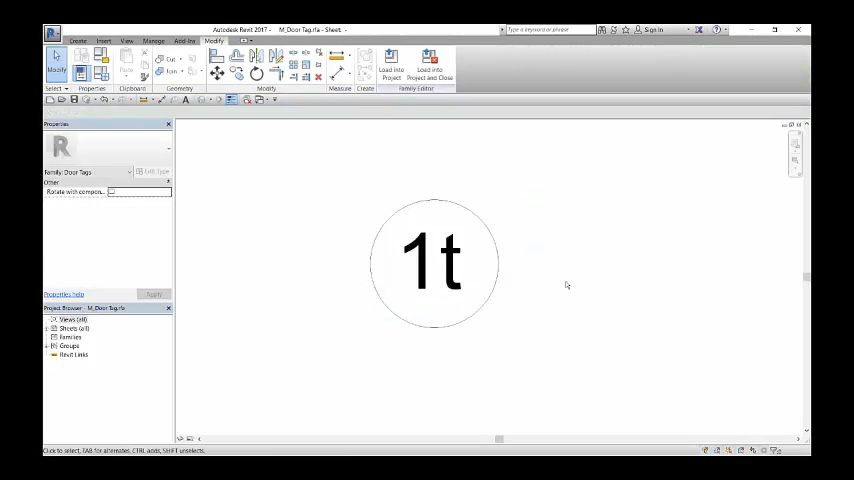 Autodesk Revit 2017 - M_Door Tag.rfa - Sheet -
Type a keyword or phrase
Sign In
Create Insert View Manage Add-Ins Modify
Modify
Paste
Cut
Join
Load into Project
Load into Project and Close
Select Properties Clipboard Geometry Modify Measure Create Family Editor
Properties
R
Family: Door Tags
Edit Type
Other
Rotate with compon...
1t
Properties help
Apply
Project Browser - M_Door Tag.rfa
Views (all)
Sheets (all)
Families
Groups
Revit Links
Click to select, TAB for alternates, CTRL adds, SHIFT unselects.